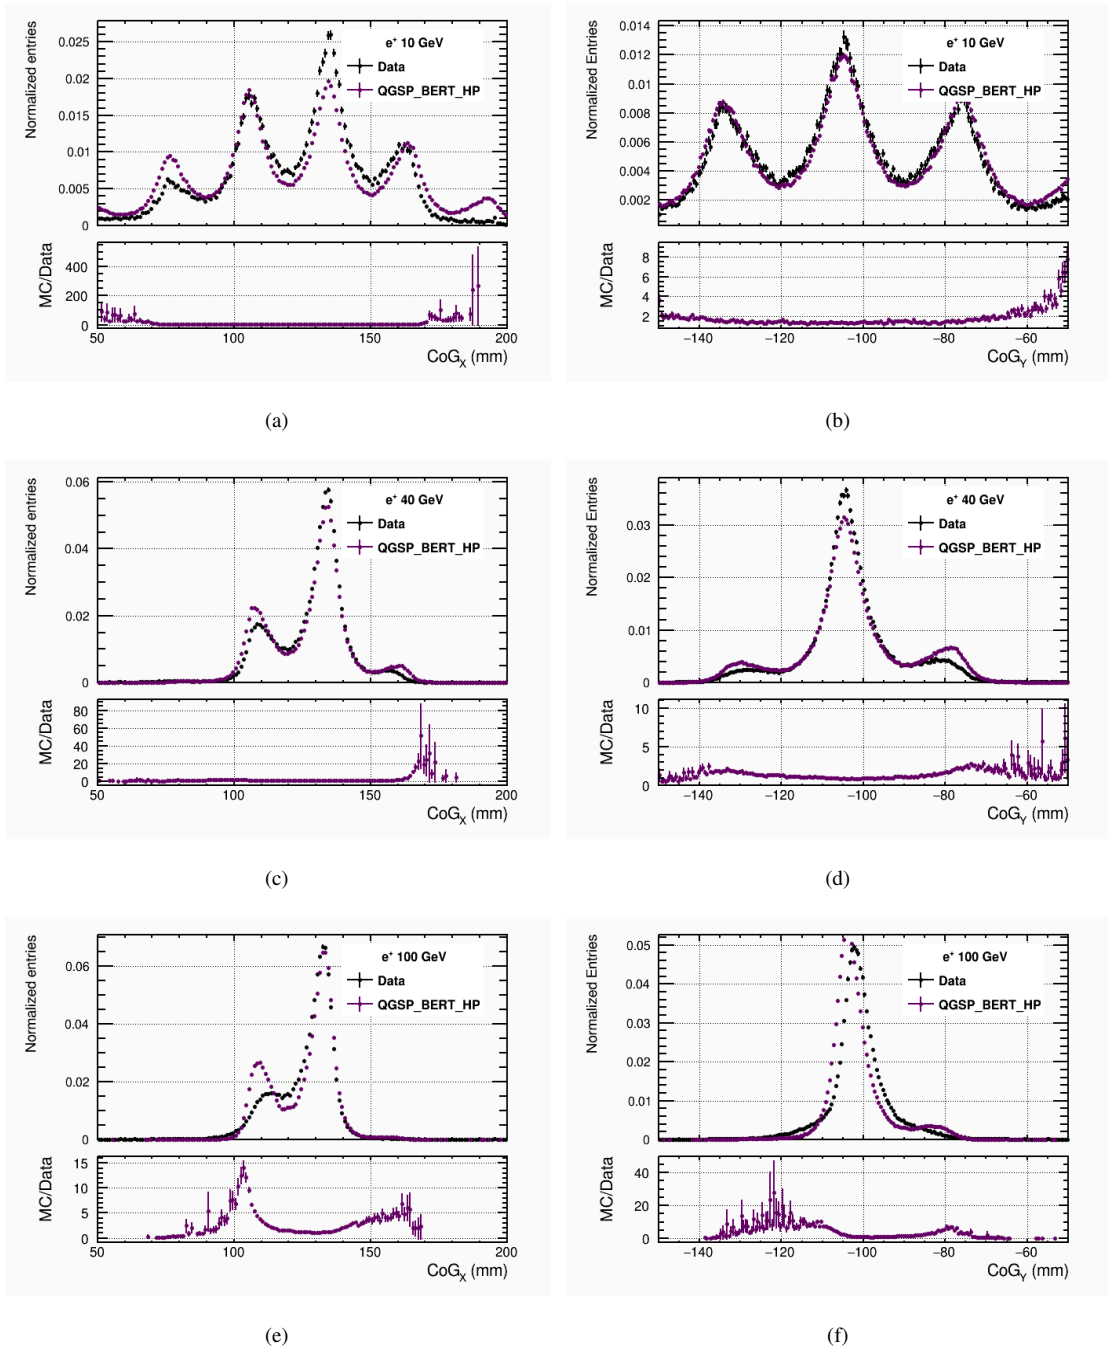 Normalized entries
0.025
0.02
0.015
0.01
0.005
0
e⁺ 10 GeV
Data
QGSP_BERT_HP
MC/Data
400
200
0
50 100 150 200
CoG_X (mm)
(a)
Normalized Entries
0.014
0.012
0.01
0.008
0.006
0.004
0.002
e⁺ 10 GeV
Data
QGSP_BERT_HP
MC/Data
8
6
4
2
−140 −120 −100 −80 −60
CoG_Y (mm)
(b)
Normalized entries
0.06
0.04
0.02
0
e⁺ 40 GeV
Data
QGSP_BERT_HP
MC/Data
80
60
40
20
0
50 100 150 200
CoG_X (mm)
(c)
Normalized Entries
0.03
0.02
0.01
0
e⁺ 40 GeV
Data
QGSP_BERT_HP
MC/Data
10
5
0
−140 −120 −100 −80 −60
CoG_Y (mm)
(d)
Normalized entries
0.06
0.04
0.02
0
e⁺ 100 GeV
Data
QGSP_BERT_HP
MC/Data
15
10
5
0
50 100 150 200
CoG_X (mm)
(e)
Normalized Entries
0.05
0.04
0.03
0.02
0.01
0
e⁺ 100 GeV
Data
QGSP_BERT_HP
MC/Data
40
20
0
−140 −120 −100 −80 −60
CoG_Y (mm)
(f)